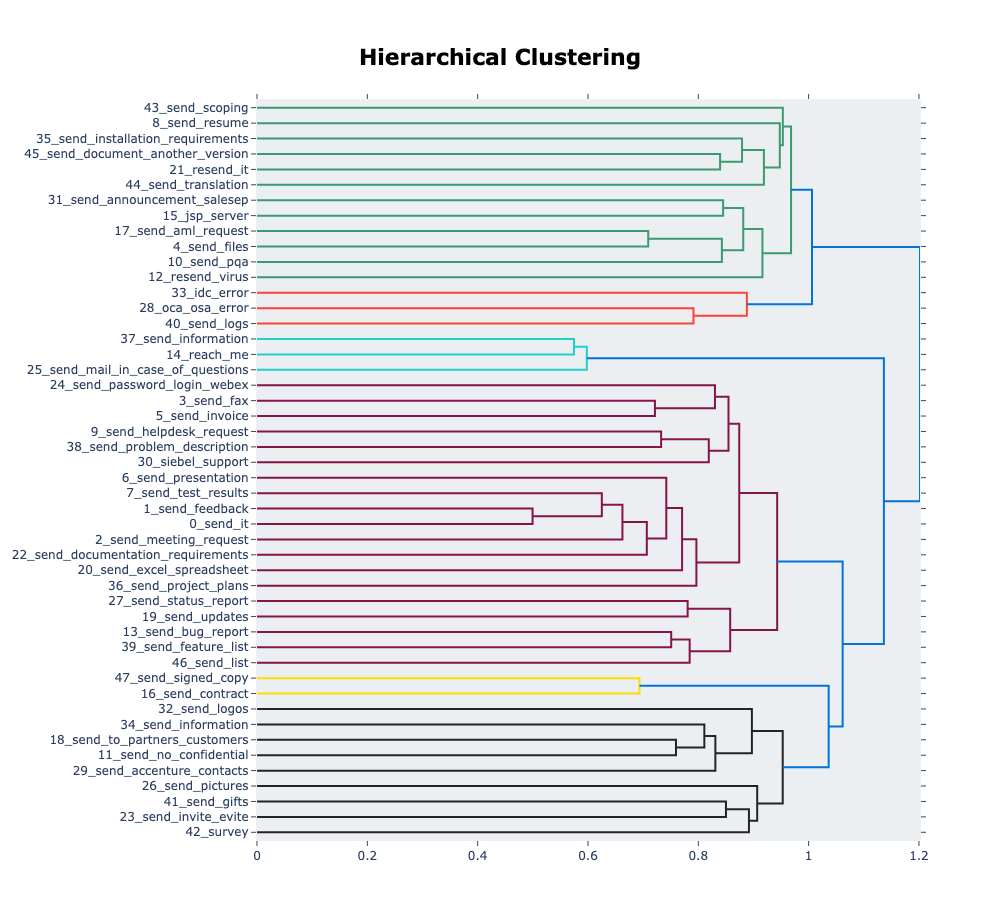 Hierarchical Clustering
43_send_scoping
8_send_resume
35_send_installation_requirements
45_send_document_another_version
21_resend_it
44_send_translation
31_send_announcement_salesep
15_jsp_server
17_send_aml_request
4_send_files
10_send_pqa
12_resend_virus
33_idc_error
28_oca_osa_error
40_send_logs
37_send_information
14_reach_me
25_send_mail_in_case_of_questions
24_send_password_login_webex
3_send_fax
5_send_invoice
9_send_helpdesk_request
38_send_problem_description
30_siebel_support
6_send_presentation
7_send_test_results
1_send_feedback
0_send_it
2_send_meeting_request
22_send_documentation_requirements
20_send_excel_spreadsheet
36_send_project_plans
27_send_status_report
19_send_updates
13_send_bug_report
39_send_feature_list
46_send_list
47_send_signed_copy
16_send_contract
32_send_logos
34_send_information
18_send_to_partners_customers
11_send_no_confidential
29_send_accenture_contacts
26_send_pictures
41_send_gifts
23_send_invite_evite
42_survey
0 0.2 0.4 0.6 0.8 1 1.2